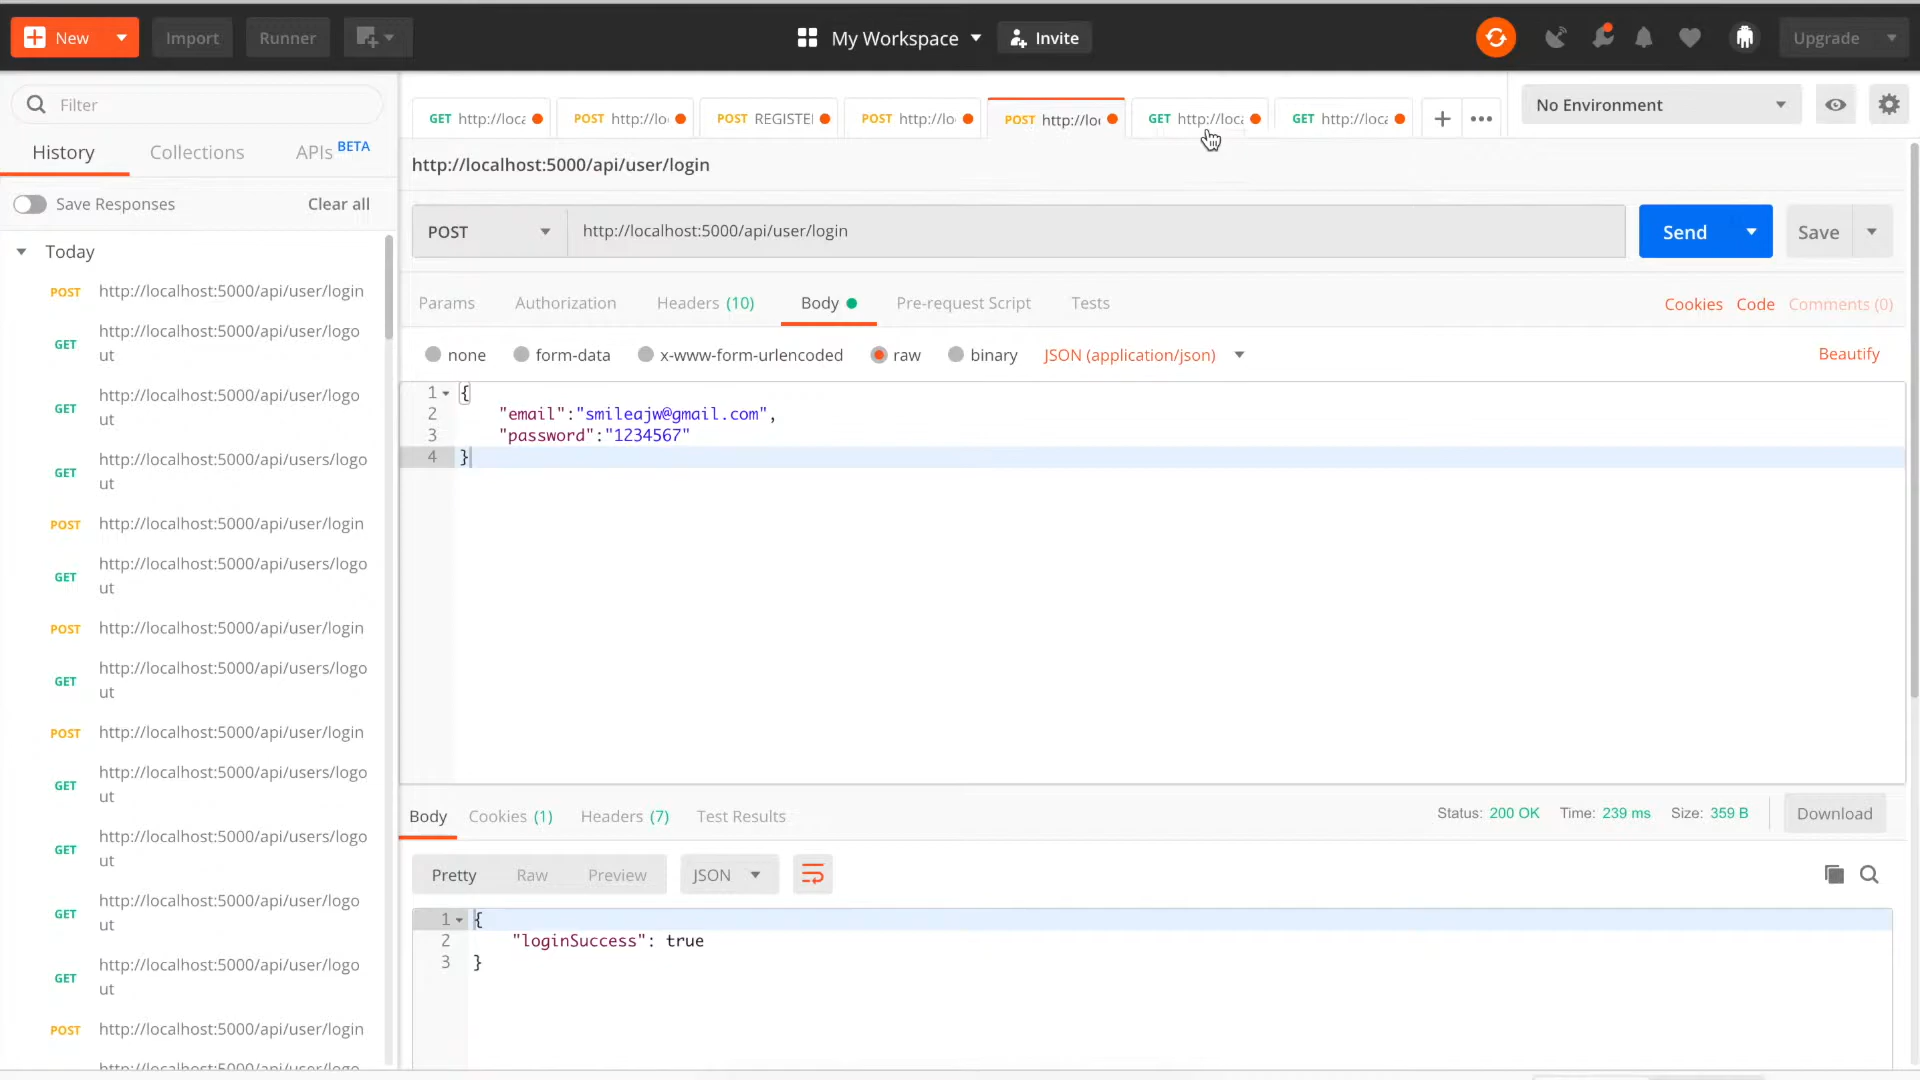 New
Import
Runner
My Workspace
Invite
Upgrade
Filter
History
Collections
APIs BETA
Save Responses
Clear all
Today
POST http://localhost:5000/api/user/login
GET http://localhost:5000/api/user/logo
ut
GET http://localhost:5000/api/user/logo
ut
GET http://localhost:5000/api/users/logo
ut
POST http://localhost:5000/api/user/login
GET http://localhost:5000/api/users/logo
ut
POST http://localhost:5000/api/user/login
GET http://localhost:5000/api/users/logo
ut
POST http://localhost:5000/api/user/login
GET http://localhost:5000/api/users/logo
ut
GET http://localhost:5000/api/users/logo
ut
GET http://localhost:5000/api/user/logo
ut
GET http://localhost:5000/api/user/logo
ut
POST http://localhost:5000/api/user/login
GET http://loca
POST http://lo
POST REGISTE
POST http://lo
POST http://lo
GET http://loca
GET http://loca
No Environment
http://localhost:5000/api/user/login
POST
http://localhost:5000/api/user/login
Send
Save
Params
Authorization
Headers (10)
Body
Pre-request Script
Tests
Cookies
Code
Comments (0)
none
form-data
x-www-form-urlencoded
raw
binary
JSON (application/json)
Beautify
1 {
2 "email":"smileajw@gmail.com",
3 "password":"1234567"
4 }
Body
Cookies (1)
Headers (7)
Test Results
Status: 200 OK
Time: 239 ms
Size: 359 B
Download
Pretty
Raw
Preview
JSON
1 {
2 "loginSuccess": true
3 }